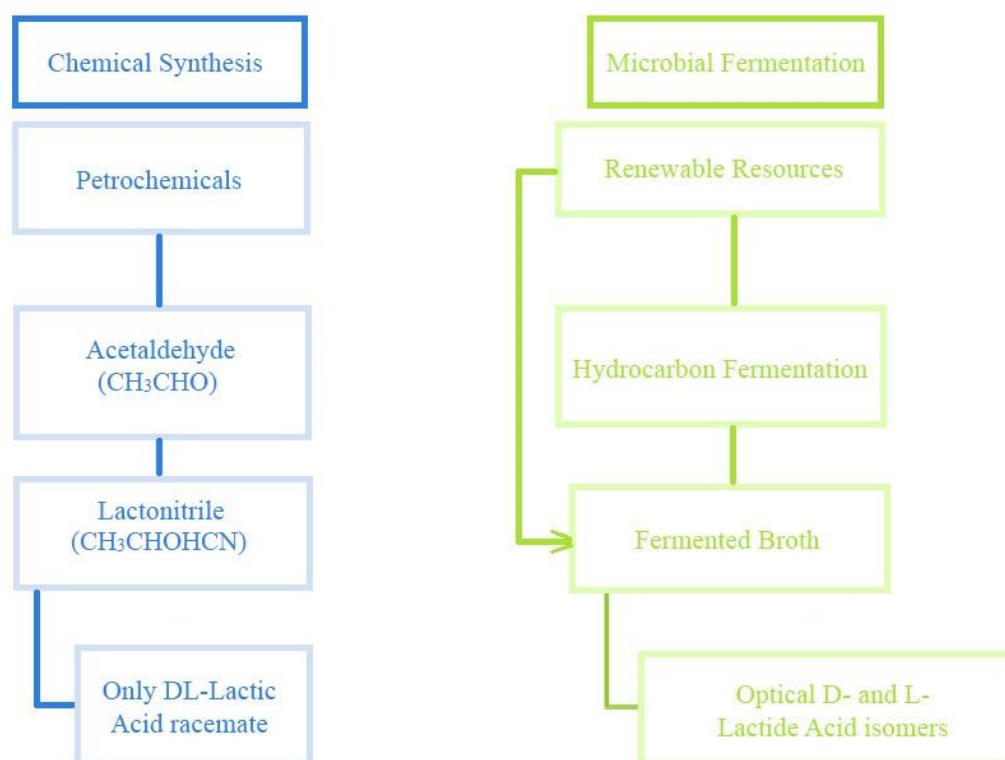 Chemical Synthesis
Petrochemicals
Acetaldehyde
(CH₃CHO)
Lactonitrile
(CH₃CHOHCN)
Only DL-Lactic
Acid racemate
Microbial Fermentation
Renewable Resources
Hydrocarbon Fermentation
Fermented Broth
Optical D- and L-
Lactide Acid isomers